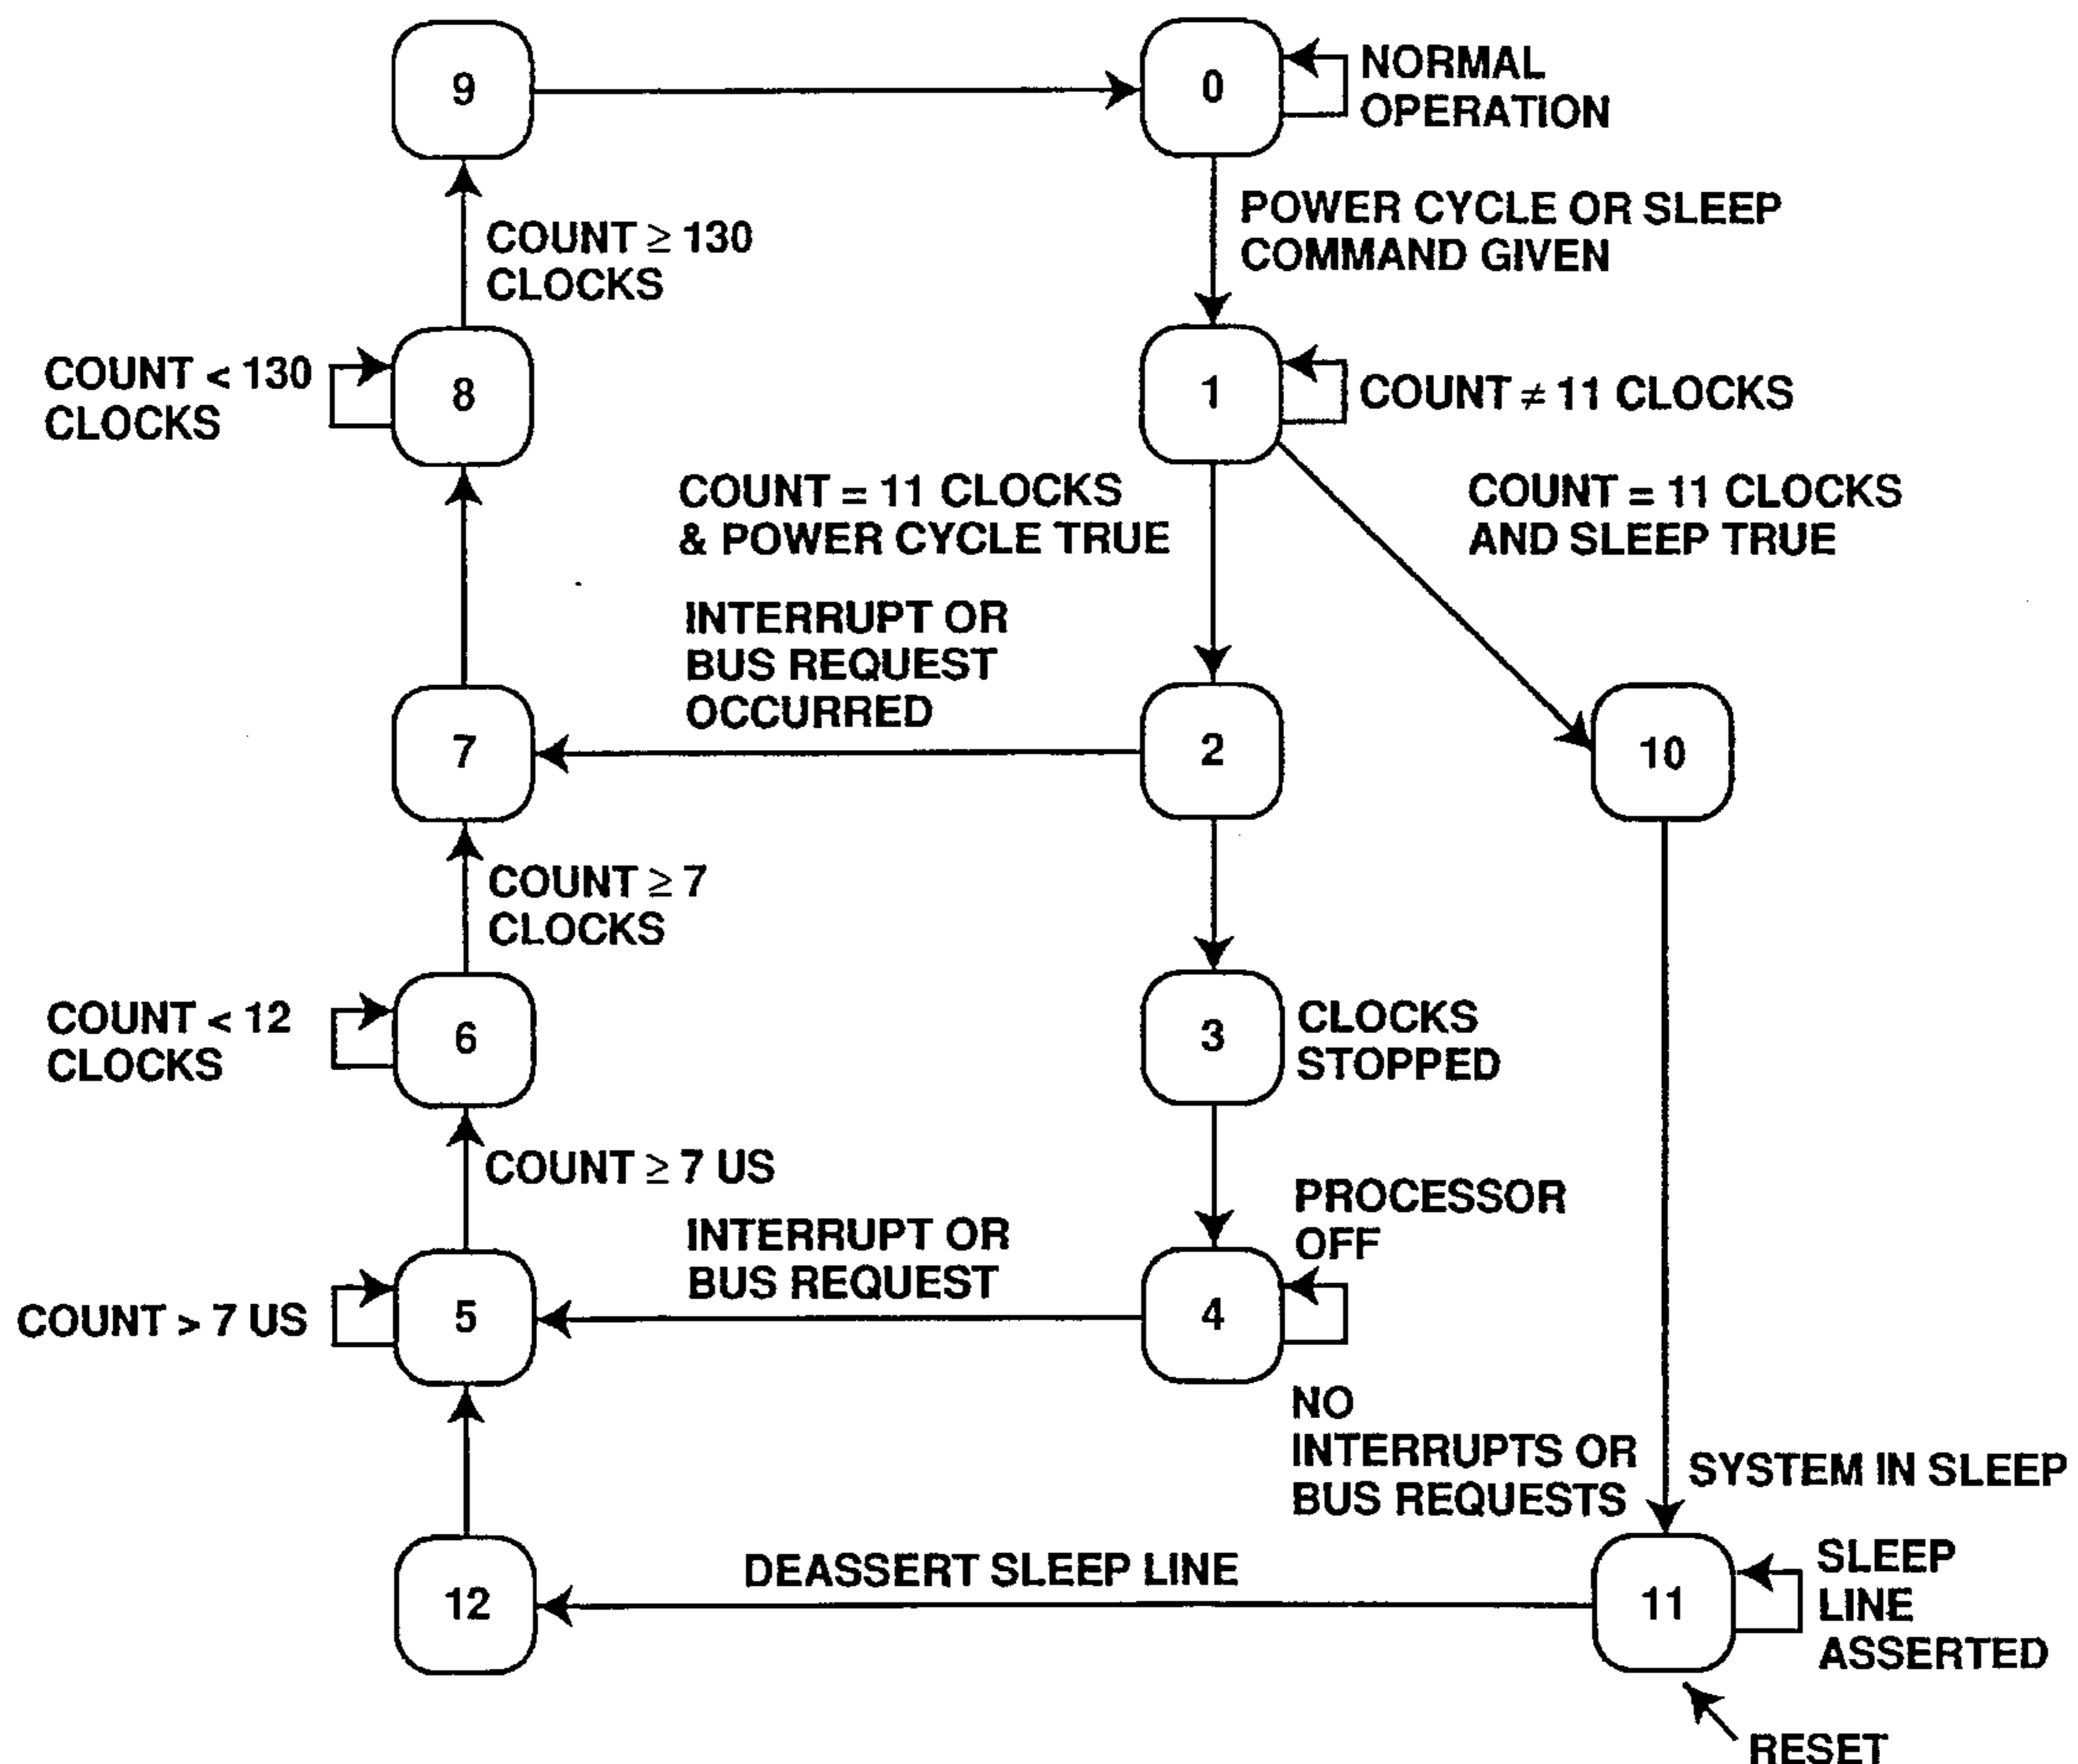 9
0
NORMAL
OPERATION
POWER CYCLE OR SLEEP
COMMAND GIVEN
COUNT ≥ 130
CLOCKS
COUNT < 130
CLOCKS
8
1
COUNT ≠ 11 CLOCKS
COUNT = 11 CLOCKS
& POWER CYCLE TRUE
COUNT = 11 CLOCKS
AND SLEEP TRUE
INTERRUPT OR
BUS REQUEST
OCCURRED
7
2
10
COUNT ≥ 7
CLOCKS
COUNT < 12
CLOCKS
6
3
CLOCKS
STOPPED
COUNT ≥ 7 US
PROCESSOR
OFF
INTERRUPT OR
BUS REQUEST
COUNT > 7 US
5
4
NO
INTERRUPTS OR
BUS REQUESTS
SYSTEM IN SLEEP
DEASSERT SLEEP LINE
12
11
SLEEP
LINE
ASSERTED
RESET